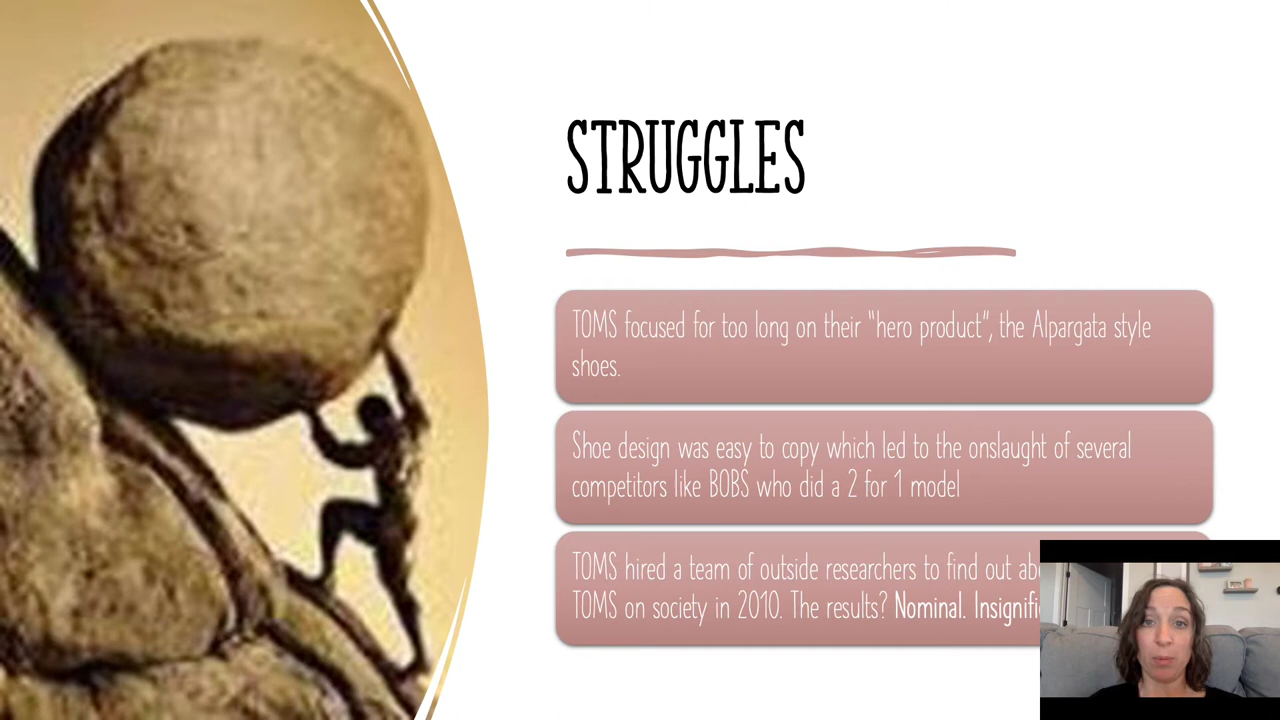 STRUGGLES
TOMS focused for too long on their "hero product", the Alpargata style
shoes.
Shoe design was easy to copy which led to the onslaught of several
competitors like BOBS who did a 2 for 1 model
TOMS hired a team of outside researchers to find out
TOMS on society in 2010. The results? Nominal.